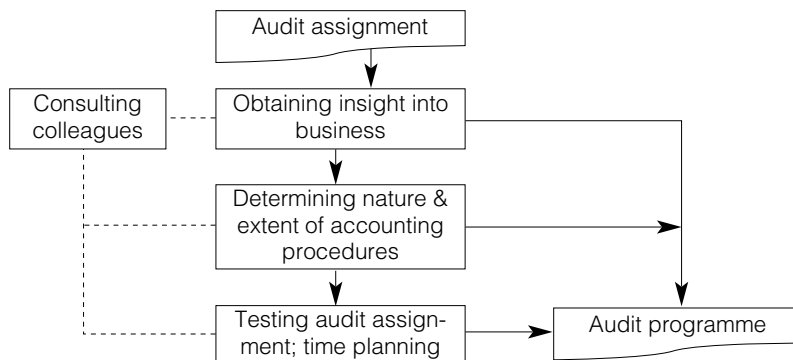 Audit assignment
Consulting
colleagues
Obtaining insight into
business
Determining nature &
extent of accounting
procedures
Testing audit assign-
ment; time planning
Audit programme